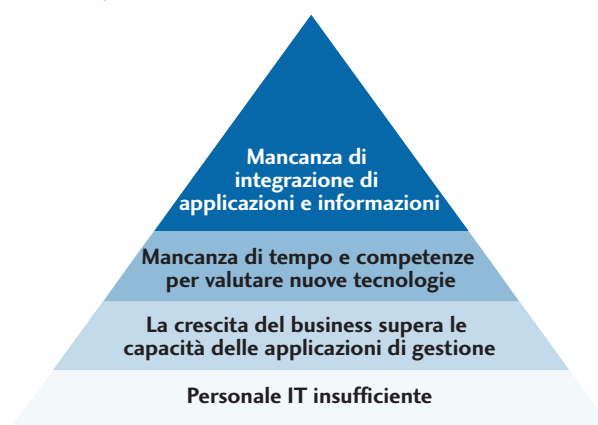 Mancanza di
integrazione di
applicazioni e informazioni
Mancanza di tempo e competenze
per valutare nuove tecnologie
La crescita del business supera le
capacità delle applicazioni di gestione
Personale IT insufficiente